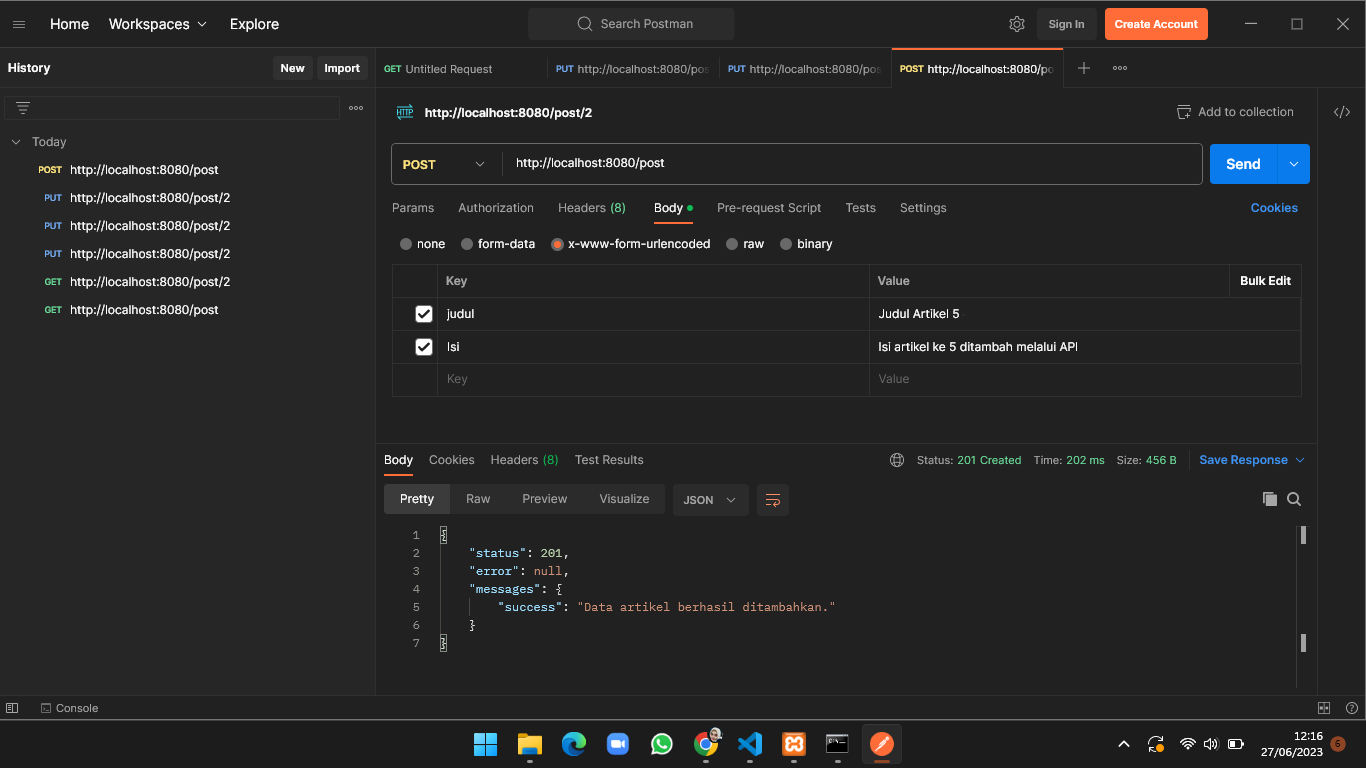 Home Workspaces Explore Search Postman Sign In Create Account
History New Import
GET Untitled Request PUT http://localhost:8080/pos PUT http://localhost:8080/pos POST http://localhost:8080/po
http://localhost:8080/post/2 Add to collection
Today
POST http://localhost:8080/post
PUT http://localhost:8080/post/2
PUT http://localhost:8080/post/2
PUT http://localhost:8080/post/2
GET http://localhost:8080/post/2
GET http://localhost:8080/post
HTTP
POST http://localhost:8080/post Send
Params Authorization Headers (8) Body Pre-request Script Tests Settings Cookies
none form-data x-www-form-urlencoded raw binary
Key Value Bulk Edit
judul Judul Artikel 5
Isi Isi artikel ke 5 ditambah melalui API
Key Value
Body Cookies Headers (8) Test Results Status: 201 Created Time: 202 ms Size: 456 B Save Response
Pretty Raw Preview Visualize JSON
1 {
2 "status": 201,
3 "error": null,
4 "messages": {
5 "success": "Data artikel berhasil ditambahkan."
6 }
7 }
Console
12:16
27/06/2023 6